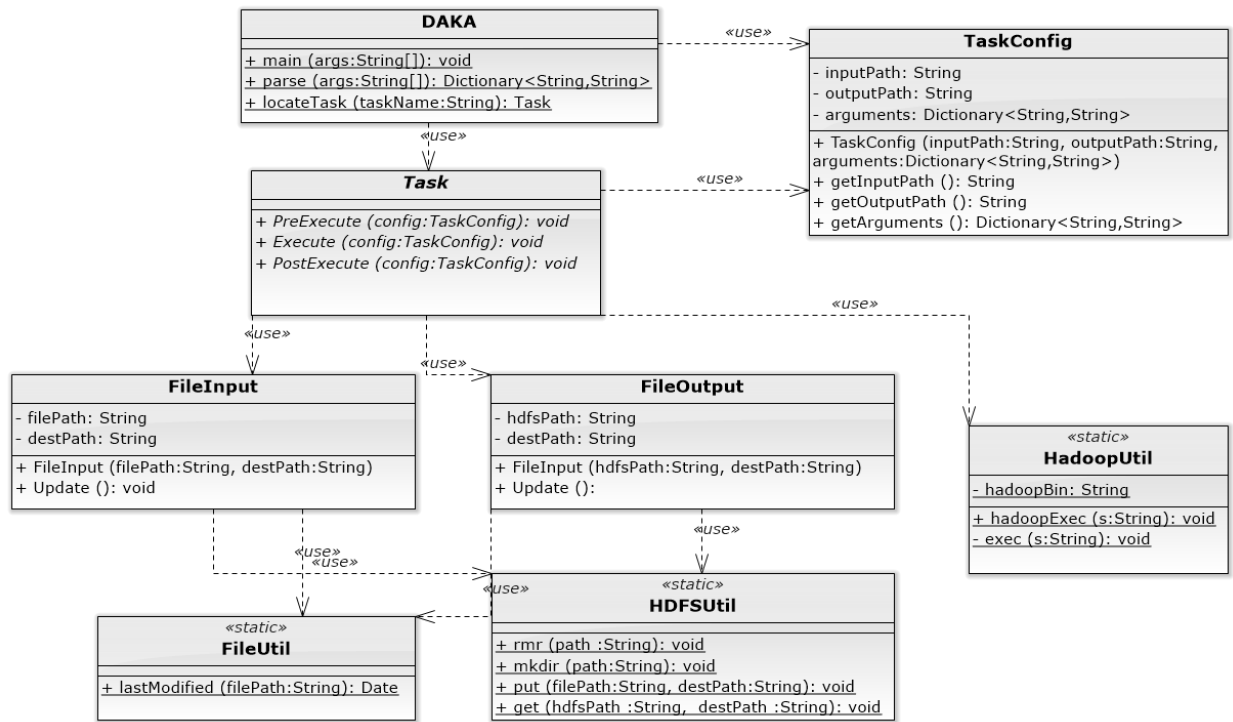 DAKA
+ main (args:String[]): void
+ parse (args:String[]): Dictionary<String,String>
+ locateTask (taskName:String): Task
«use»
TaskConfig
- inputPath: String
- outputPath: String
- arguments: Dictionary<String,String>
+ TaskConfig (inputPath:String, outputPath:String,
arguments:Dictionary<String,String>)
+ getInputPath (): String
+ getOutputPath (): String
+ getArguments (): Dictionary<String,String>
«use»
Task
+ PreExecute (config:TaskConfig): void
+ Execute (config:TaskConfig): void
+ PostExecute (config:TaskConfig): void
«use»
«use»
«use»
«use»
FileInput
- filePath: String
- destPath: String
+ FileInput (filePath:String, destPath:String)
+ Update (): void
FileOutput
- hdfsPath: String
- destPath: String
+ FileInput (hdfsPath:String, destPath:String)
+ Update ():
«static»
HadoopUtil
- hadoopBin: String
+ hadoopExec (s:String): void
- exec (s:String): void
«use»
«use»
«use»
«use»
«static»
FileUtil
+ lastModified (filePath:String): Date
«static»
HDFSUtil
+ rmr (path :String): void
+ mkdir (path:String): void
+ put (filePath:String, destPath:String): void
+ get (hdfsPath :String,  destPath :String): void